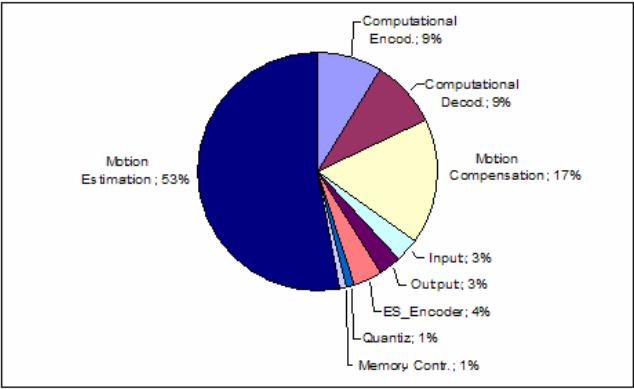 Computational
Encod.; 9%
Computational
Decod.; 9%
Motion
Compensation; 17%
Input; 3%
Output; 3%
ES_Encoder; 4%
Quantiz; 1%
Memory Contr.; 1%
Motion
Estimation; 53%